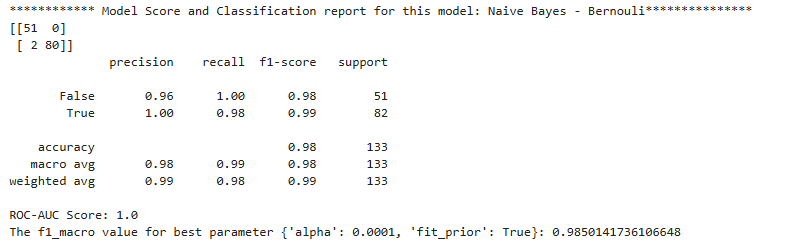 ************ Model Score and Classification report for this model: Naive Bayes - Bernouli***************
[[51  0]
 [ 2 80]]
              precision    recall  f1-score   support

       False       0.96      1.00      0.98        51
        True       1.00      0.98      0.99        82

    accuracy                           0.98       133
   macro avg       0.98      0.99      0.98       133
weighted avg       0.99      0.98      0.99       133

ROC-AUC Score: 1.0
The f1_macro value for best parameter {'alpha': 0.0001, 'fit_prior': True}: 0.9850141736106648